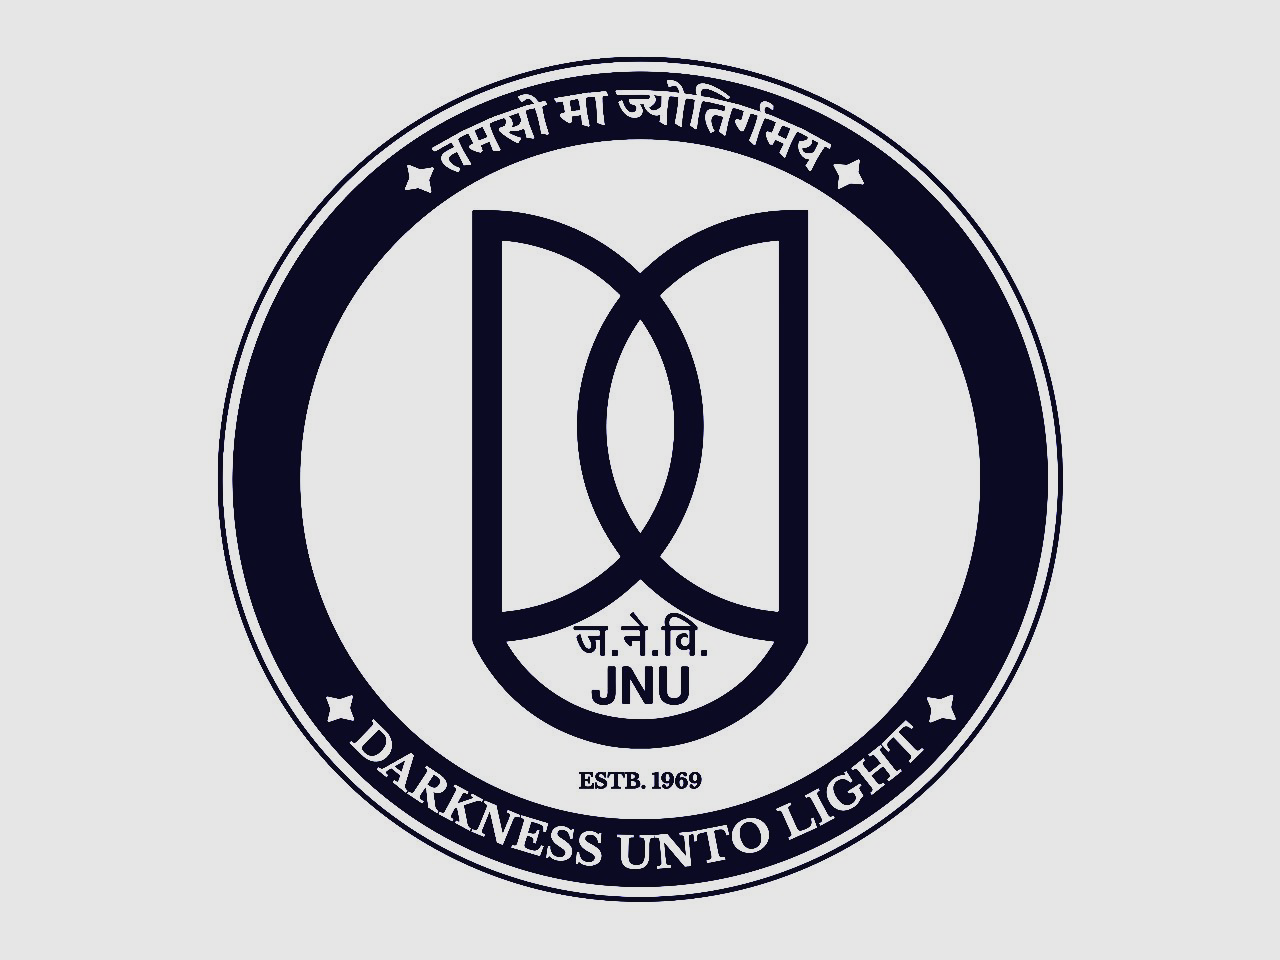 तमसो मा ज्योतिर्गमय
ज.ने.वि.
JNU
ESTB. 1969
DARKNESS UNTO LIGHT